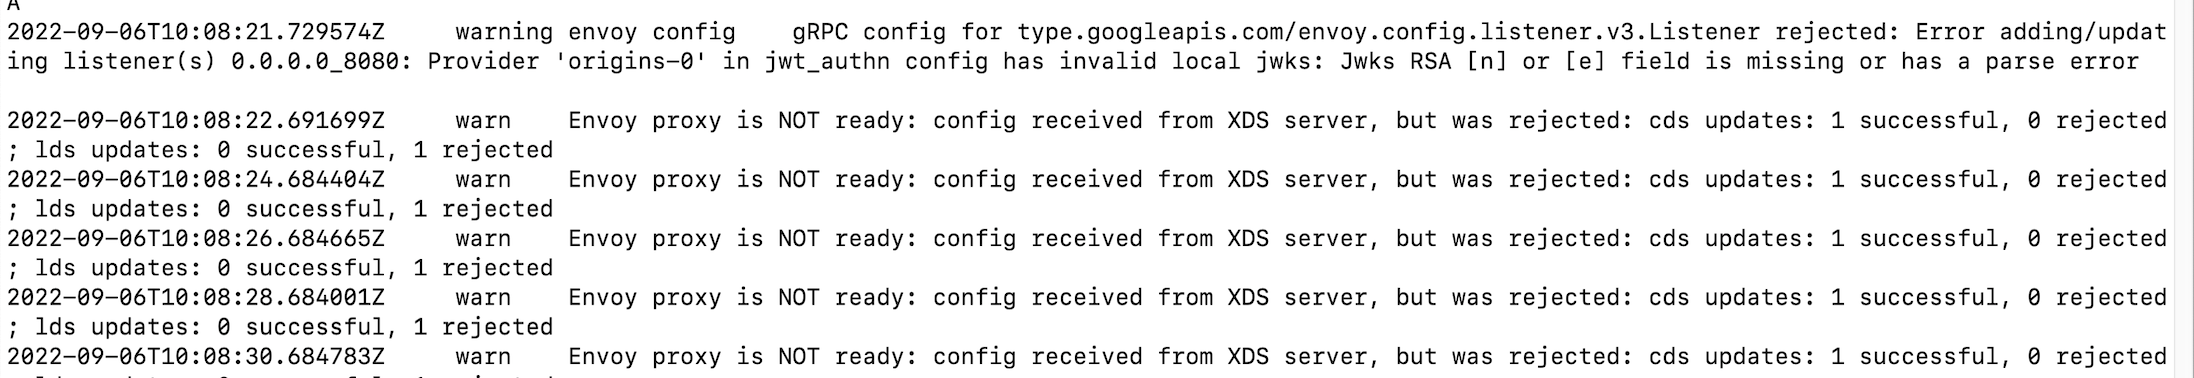 A
2022-09-06T10:08:21.729574Z     warning envoy config    gRPC config for type.googleapis.com/envoy.config.listener.v3.Listener rejected: Error adding/updat
ing listener(s) 0.0.0.0_8080: Provider 'origins-0' in jwt_authn config has invalid local jwks: Jwks RSA [n] or [e] field is missing or has a parse error
2022-09-06T10:08:22.691699Z     warn    Envoy proxy is NOT ready: config received from XDS server, but was rejected: cds updates: 1 successful, 0 rejected
; lds updates: 0 successful, 1 rejected
2022-09-06T10:08:24.684404Z     warn    Envoy proxy is NOT ready: config received from XDS server, but was rejected: cds updates: 1 successful, 0 rejected
; lds updates: 0 successful, 1 rejected
2022-09-06T10:08:26.684665Z     warn    Envoy proxy is NOT ready: config received from XDS server, but was rejected: cds updates: 1 successful, 0 rejected
; lds updates: 0 successful, 1 rejected
2022-09-06T10:08:28.684001Z     warn    Envoy proxy is NOT ready: config received from XDS server, but was rejected: cds updates: 1 successful, 0 rejected
; lds updates: 0 successful, 1 rejected
2022-09-06T10:08:30.684783Z     warn    Envoy proxy is NOT ready: config received from XDS server, but was rejected: cds updates: 1 successful, 0 rejected